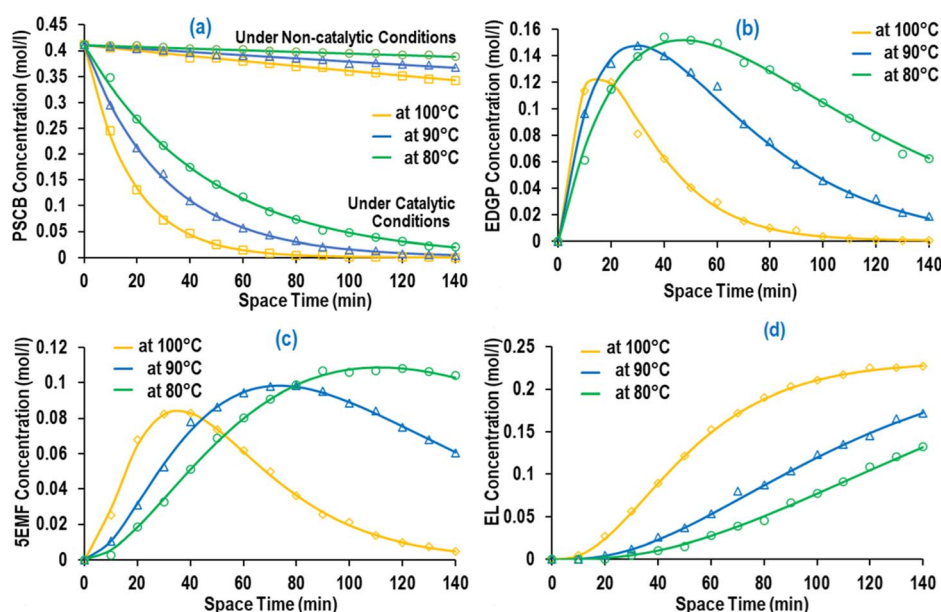 (a)
Under Non-catalytic Conditions
at 100°C
at 90°C
at 80°C
Under Catalytic
Conditions
PSCB Concentration (mol/l)
0.45
0.4
0.35
0.3
0.25
0.2
0.15
0.1
0.05
0
0 20 40 60 80 100 120 140
Space Time (min)
(b)
at 100°C
at 90°C
at 80°C
EDGP Concentration (mol/l)
0.16
0.14
0.12
0.1
0.08
0.06
0.04
0.02
0
0 20 40 60 80 100 120 140
Space Time (min)
(c)
at 100°C
at 90°C
at 80°C
5EMF Concentration (mol/l)
0.12
0.1
0.08
0.06
0.04
0.02
0
0 20 40 60 80 100 120 140
Space Time (min)
(d)
at 100°C
at 90°C
at 80°C
EL Concentration (mol/l)
0.25
0.2
0.15
0.1
0.05
0
0 20 40 60 80 100 120 140
Space Time (min)